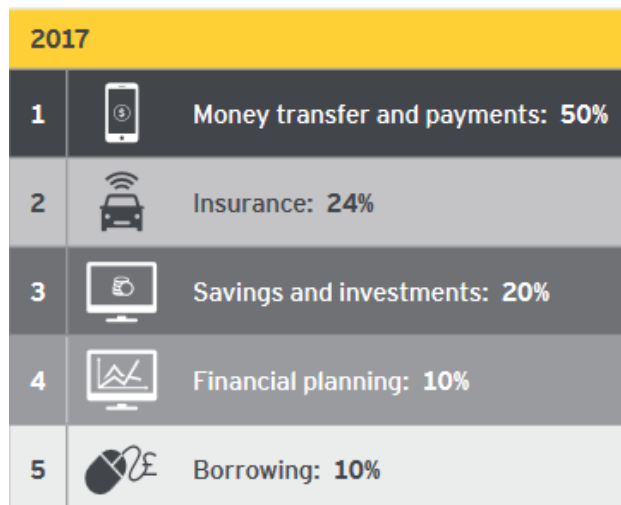 2017
1 Money transfer and payments: 50%
2 Insurance: 24%
3 Savings and investments: 20%
4 Financial planning: 10%
5 £ Borrowing: 10%